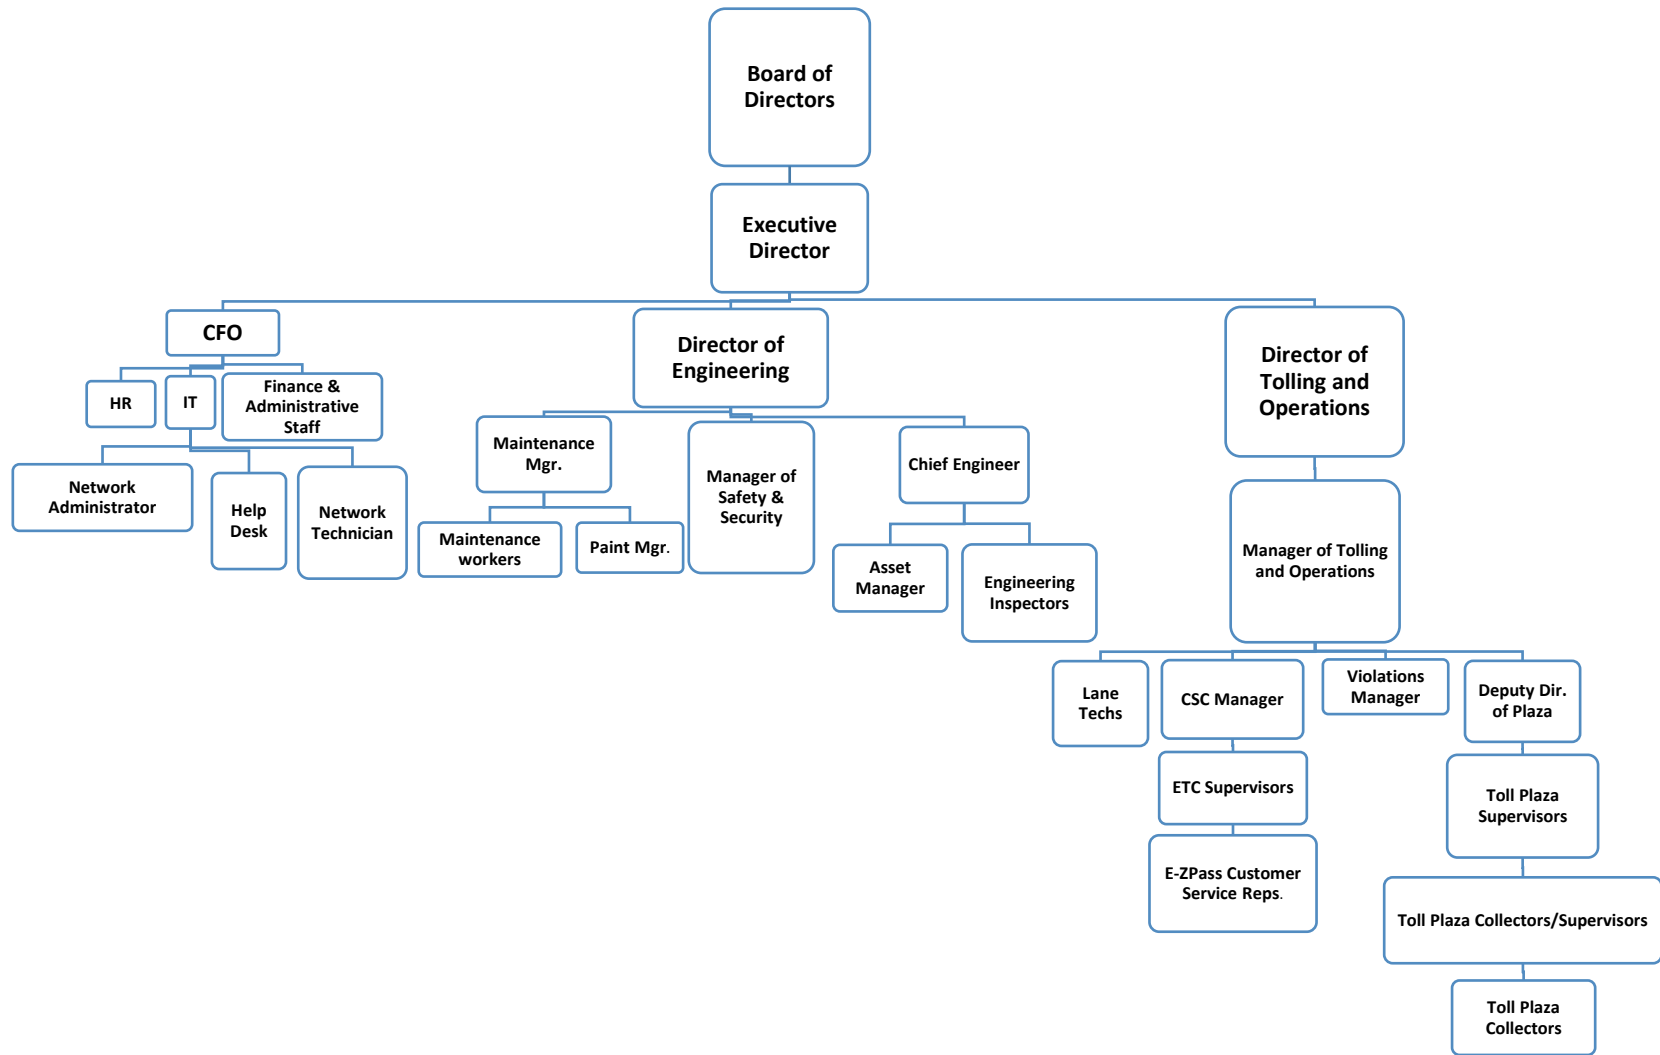 Board of
Directors
Executive
Director
CFO
Director of
Engineering
Director of
Tolling and
Operations
HR
IT
Finance &
Administrative
Staff
Network
Administrator
Help
Desk
Network
Technician
Maintenance
Mgr.
Manager of
Safety &
Security
Chief Engineer
Maintenance
workers
Paint Mgr.
Asset
Manager
Engineering
Inspectors
Manager of Tolling
and Operations
Lane
Techs
CSC Manager
Violations
Manager
Deputy Dir.
of Plaza
ETC Supervisors
Toll Plaza
Supervisors
E-ZPass Customer
Service Reps.
Toll Plaza Collectors/Supervisors
Toll Plaza
Collectors